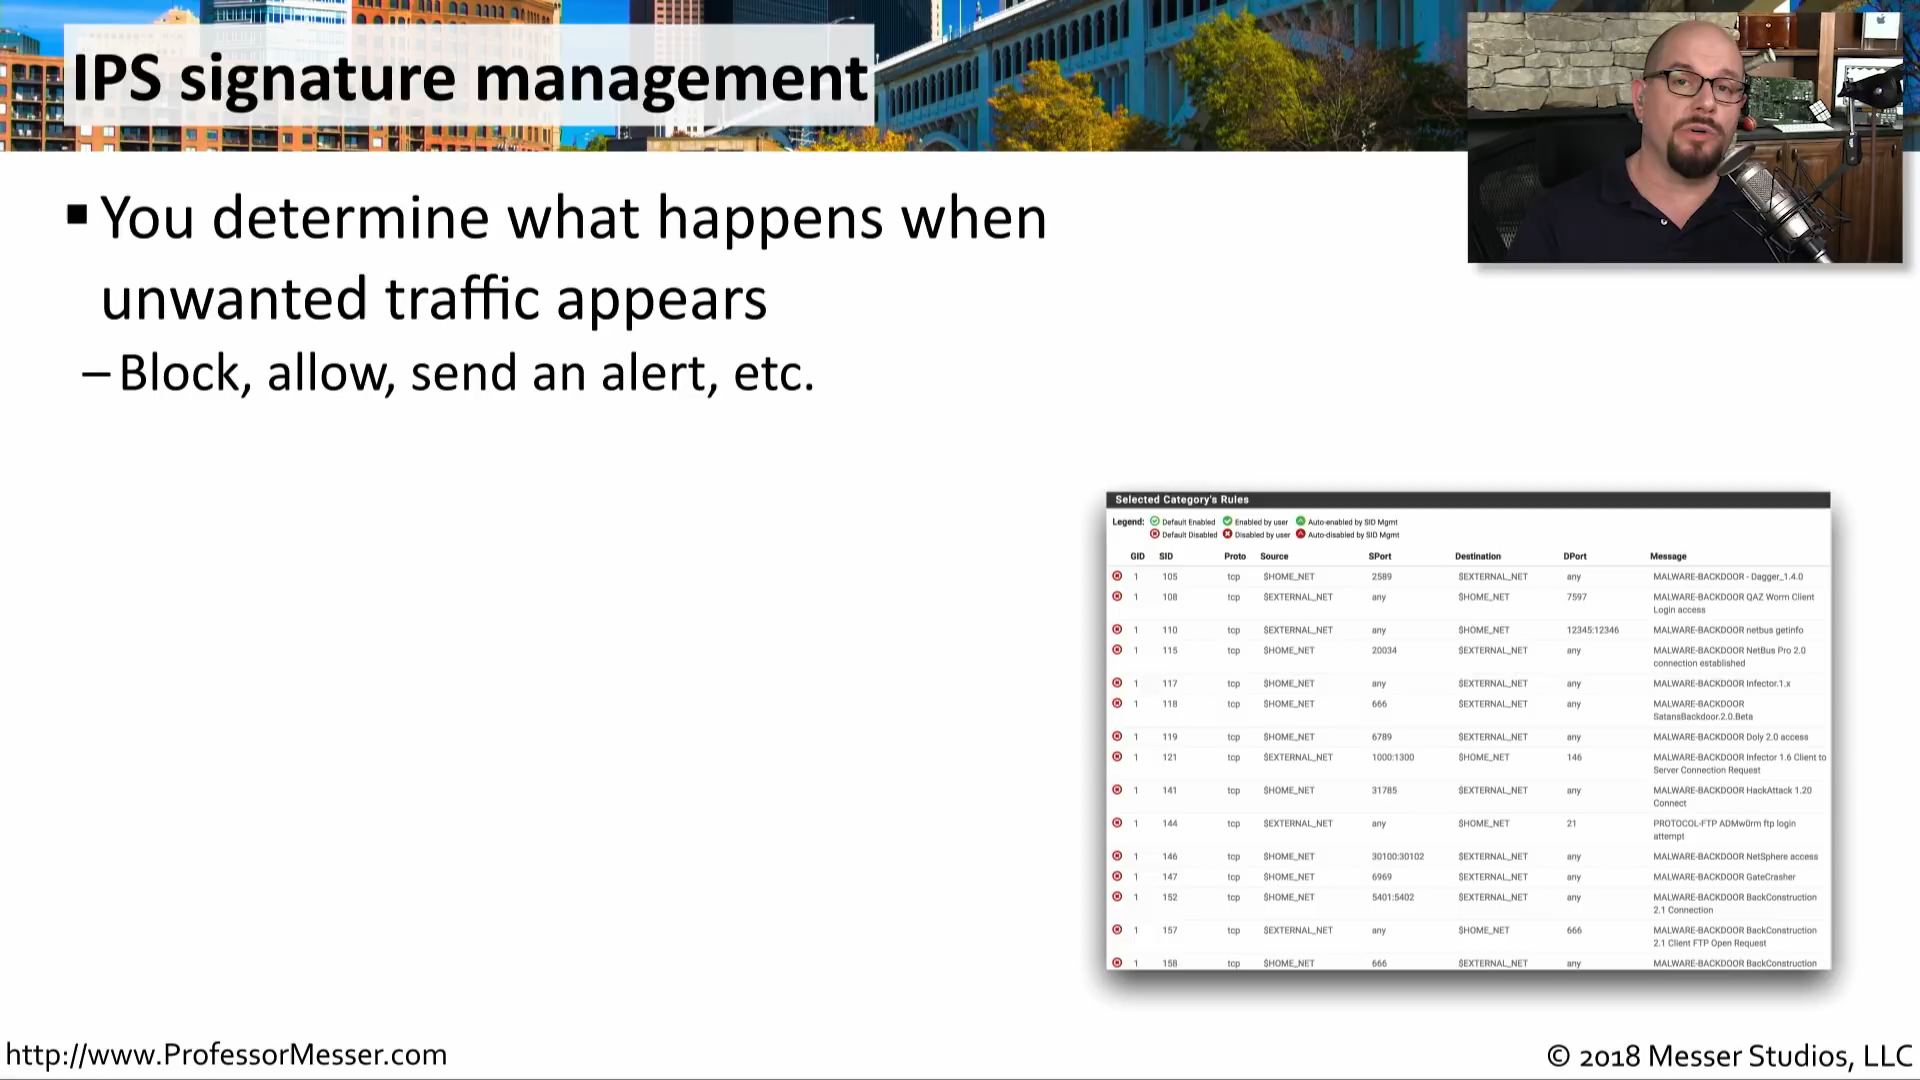 IPS signature management
▪ You determine what happens when
unwanted traffic appears
– Block, allow, send an alert, etc.
Selected Category's Rules
Legend: Default Enabled Enabled by user Auto-enabled by SID Mgmt
Default Disabled Disabled by user Auto-disabled by SID Mgmt
GID SID Proto Source SPort Destination DPort Message
1 105 tcp $HOME_NET 2589 $EXTERNAL_NET any MALWARE-BACKDOOR - Dagger_1.4.0
1 108 tcp $EXTERNAL_NET any $HOME_NET 7597 MALWARE-BACKDOOR QAZ Worm Client
Login access
1 110 tcp $EXTERNAL_NET any $HOME_NET 12345:12346 MALWARE-BACKDOOR netbus getinfo
1 115 tcp $HOME_NET 20034 $EXTERNAL_NET any MALWARE-BACKDOOR NetBus Pro 2.0
connection established
1 117 tcp $HOME_NET any $EXTERNAL_NET any MALWARE-BACKDOOR Infector.1.x
1 118 tcp $HOME_NET 666 $EXTERNAL_NET any MALWARE-BACKDOOR
SatansBackdoor.2.0.Beta
1 119 tcp $HOME_NET 6789 $EXTERNAL_NET any MALWARE-BACKDOOR Doly 2.0 access
1 121 tcp $EXTERNAL_NET 1000:1300 $HOME_NET 146 MALWARE-BACKDOOR Infector 1.6 Client to
Server Connection Request
1 141 tcp $HOME_NET 31785 $EXTERNAL_NET any MALWARE-BACKDOOR HackAttack 1.20
Connect
1 144 tcp $EXTERNAL_NET any $HOME_NET 21 PROTOCOL-FTP ADMw0rm ftp login
attempt
1 146 tcp $HOME_NET 30100:30102 $EXTERNAL_NET any MALWARE-BACKDOOR NetSphere access
1 147 tcp $HOME_NET 6969 $EXTERNAL_NET any MALWARE-BACKDOOR GateCrasher
1 152 tcp $HOME_NET 5401:5402 $EXTERNAL_NET any MALWARE-BACKDOOR BackConstruction
2.1 Connection
1 157 tcp $EXTERNAL_NET any $HOME_NET 666 MALWARE-BACKDOOR BackConstruction
2.1 Client FTP Open Request
1 158 tcp $HOME_NET 666 $EXTERNAL_NET any MALWARE-BACKDOOR BackConstruction
http://www.ProfessorMesser.com
© 2018 Messer Studios, LLC